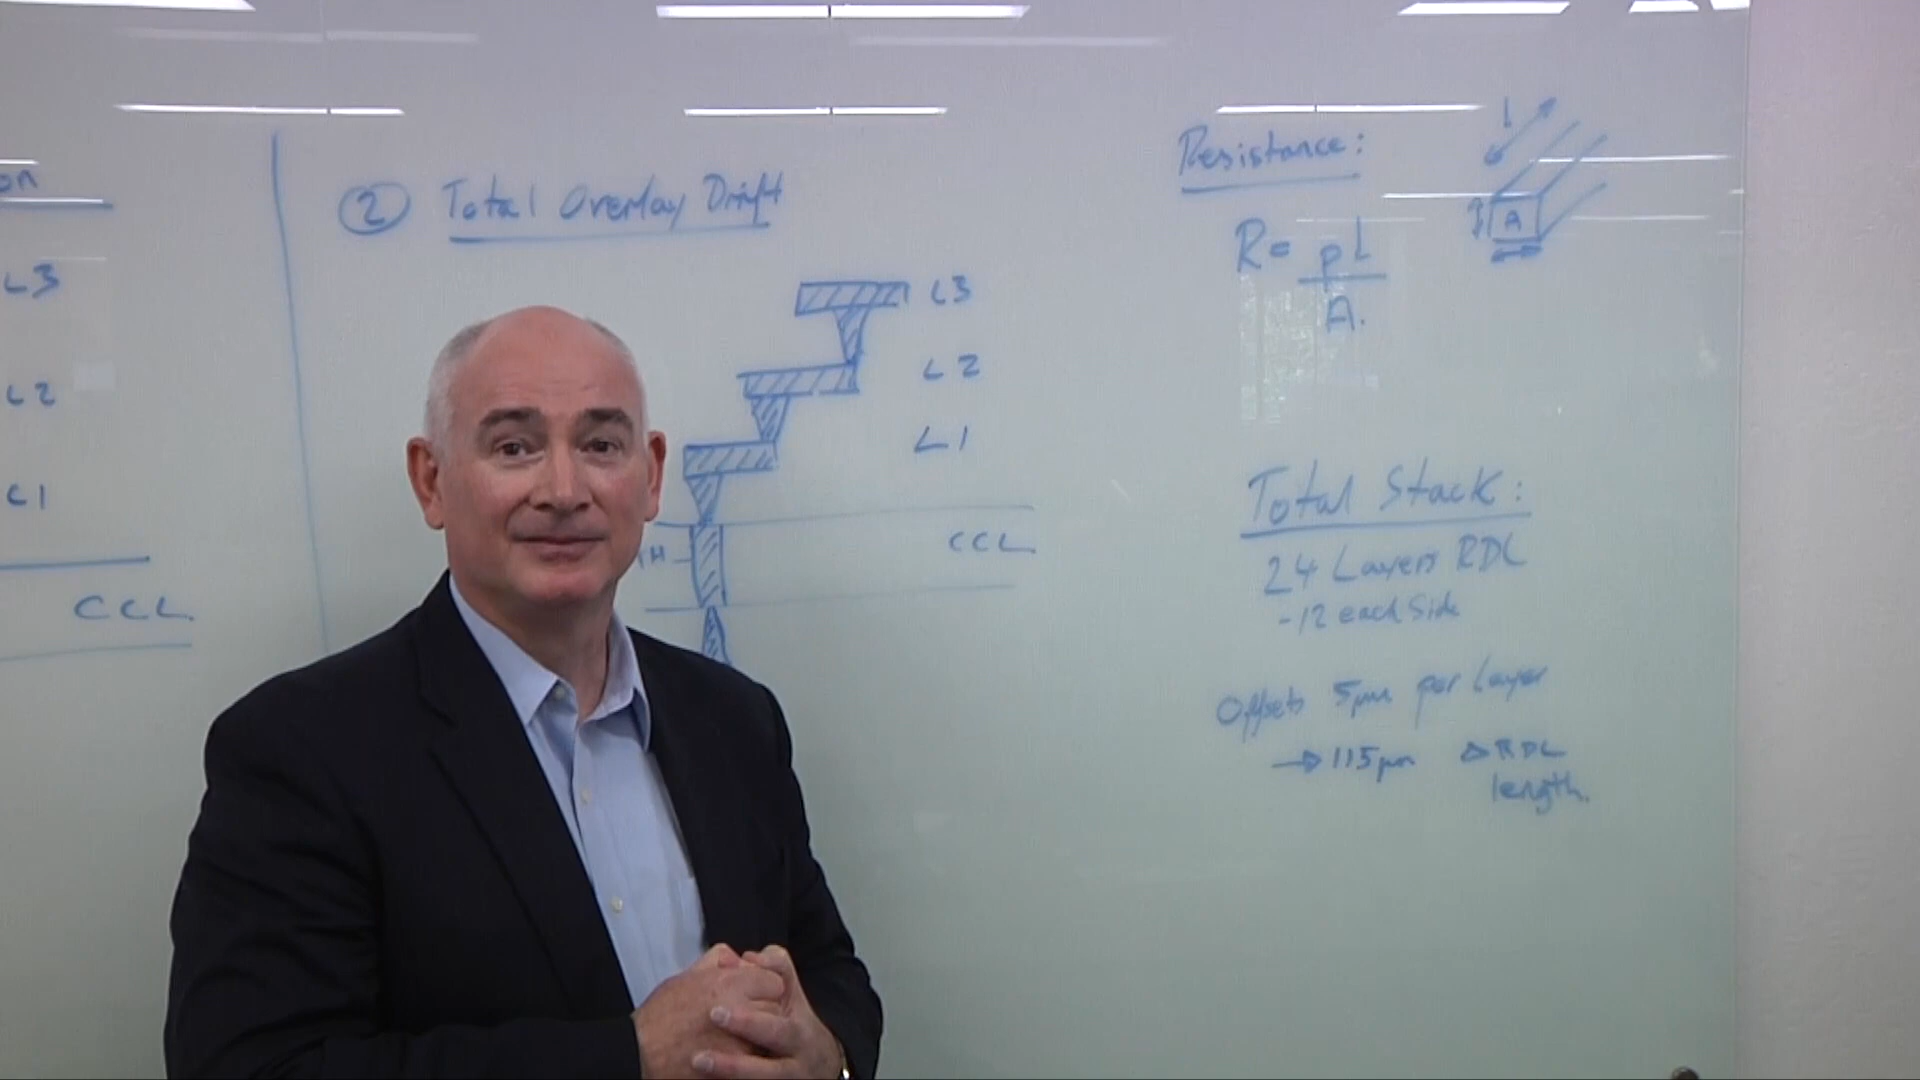 on
L3
L2
L1
CCL
② Total Overlay Drift
L3
L2
L1
CCL
Resistance:
L
A
R = ρL
A.
Total Stack:
24 Layers RDL
-12 each Side
Offsets 5μm per Layer
→ 115μm Δ RDL
length.